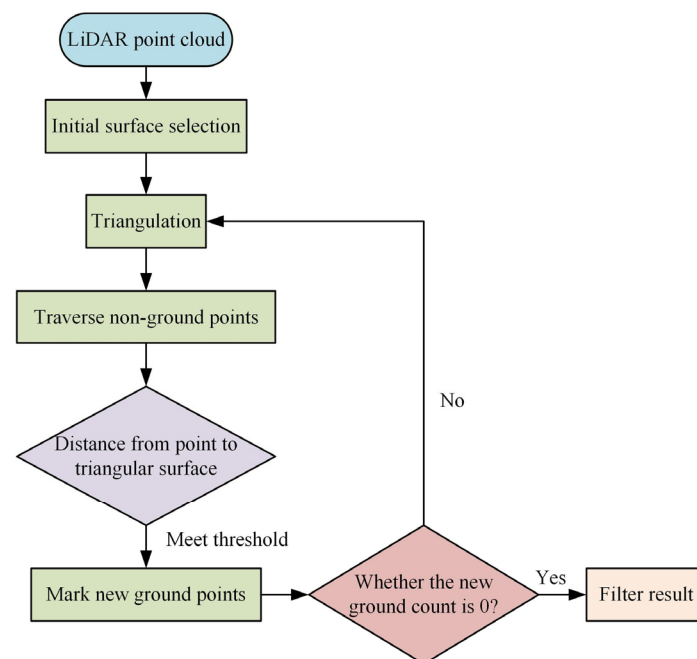 LiDAR point cloud
Initial surface selection
Triangulation
Traverse non-ground points
Distance from point to
triangular surface
No
Meet threshold
Mark new ground points
Whether the new
ground count is 0?
Yes
Filter result